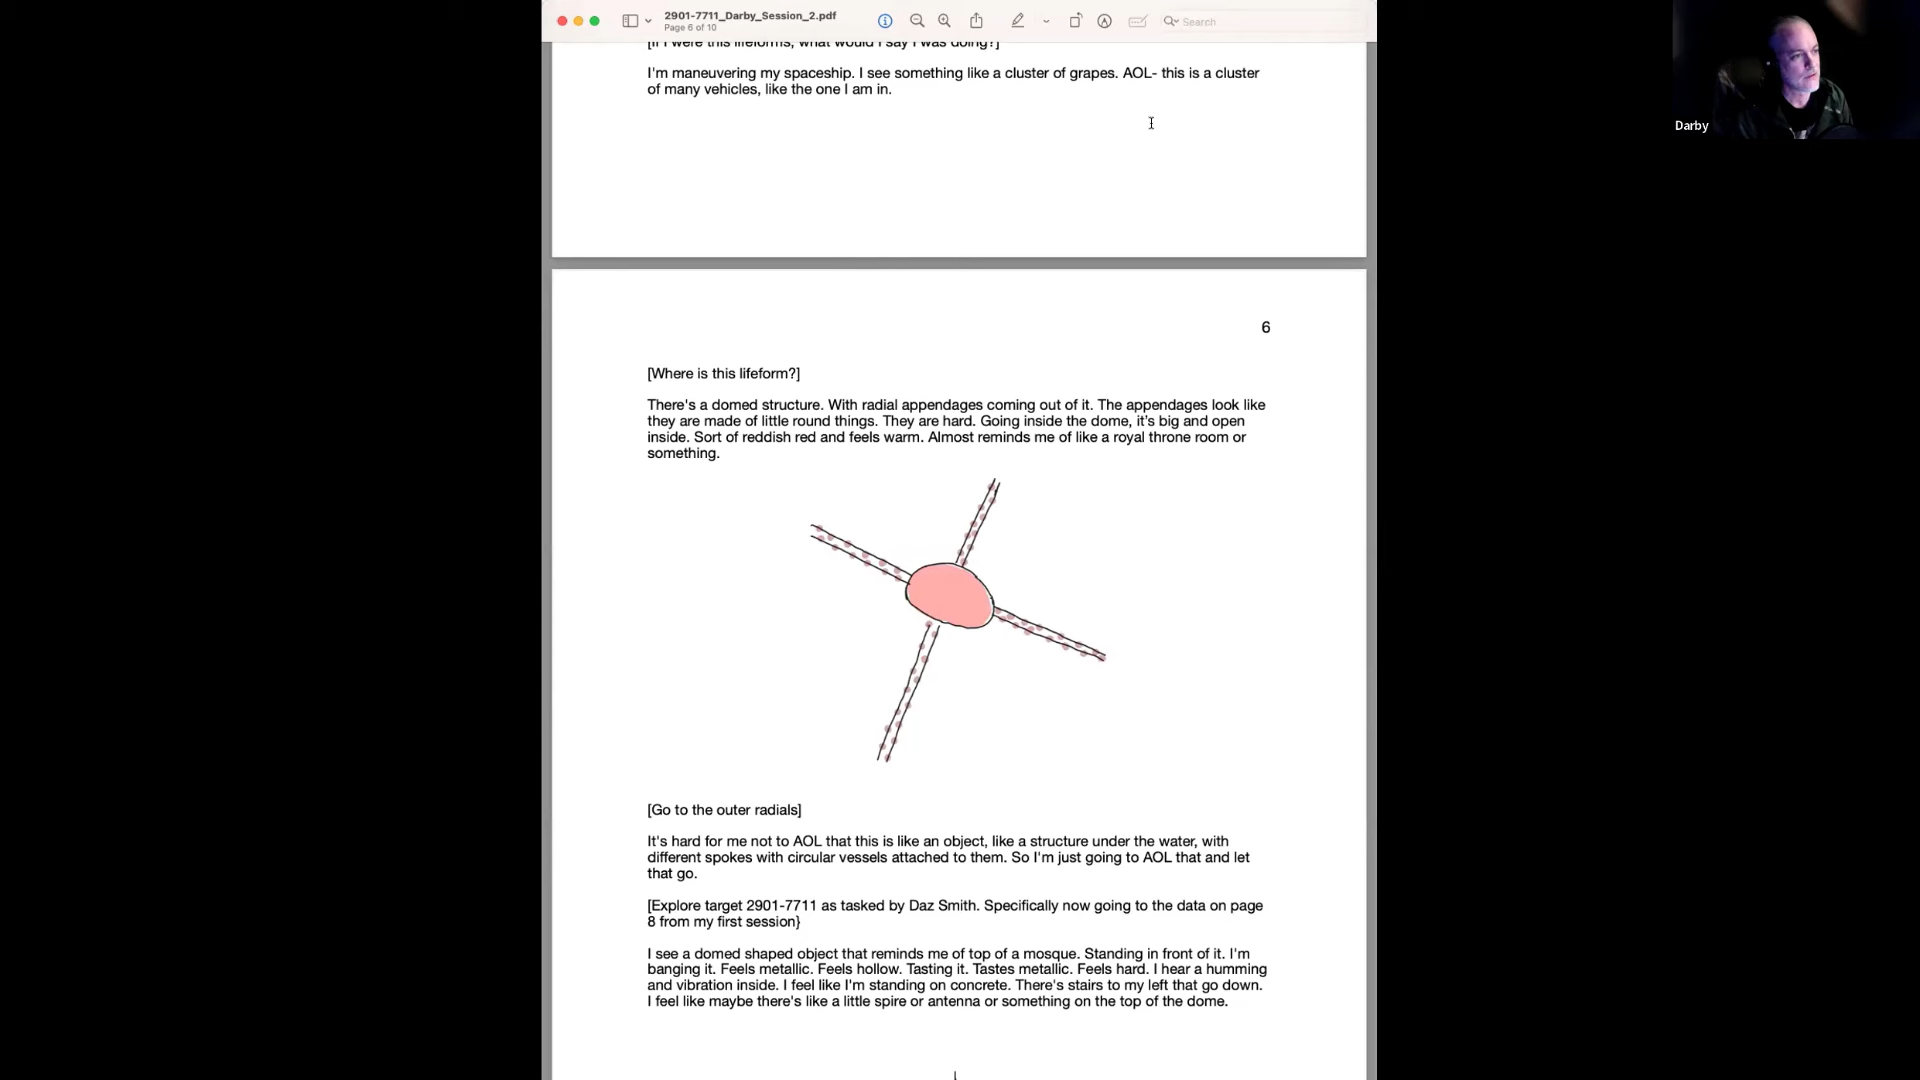 2901-7711_Darby_Session_2.pdf
Page 6 of 10
Search
[If I were this lifeforms, what would I say I was doing?]
I'm maneuvering my spaceship. I see something like a cluster of grapes. AOL- this is a cluster
of many vehicles, like the one I am in.
6
[Where is this lifeform?]
There's a domed structure. With radial appendages coming out of it. The appendages look like
they are made of little round things. They are hard. Going inside the dome, it's big and open
inside. Sort of reddish red and feels warm. Almost reminds me of like a royal throne room or
something.
[Go to the outer radials]
It's hard for me not to AOL that this is like an object, like a structure under the water, with
different spokes with circular vessels attached to them. So I'm just going to AOL that and let
that go.
[Explore target 2901-7711 as tasked by Daz Smith. Specifically now going to the data on page
8 from my first session}
I see a domed shaped object that reminds me of top of a mosque. Standing in front of it. I'm
banging it. Feels metallic. Feels hollow. Tasting it. Tastes metallic. Feels hard. I hear a humming
and vibration inside. I feel like I'm standing on concrete. There's stairs to my left that go down.
I feel like maybe there's like a little spire or antenna or something on the top of the dome.
Darby